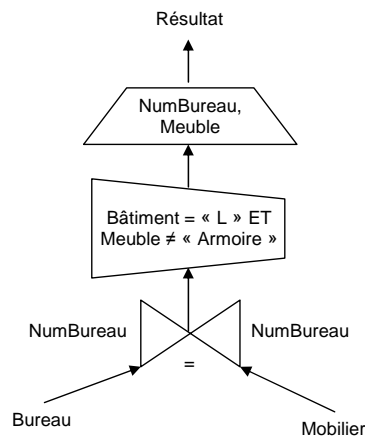 Résultat
NumBureau,
Meuble
Bâtiment = « L » ET
Meuble ≠ « Armoire »
NumBureau
NumBureau
=
Bureau
Mobilier